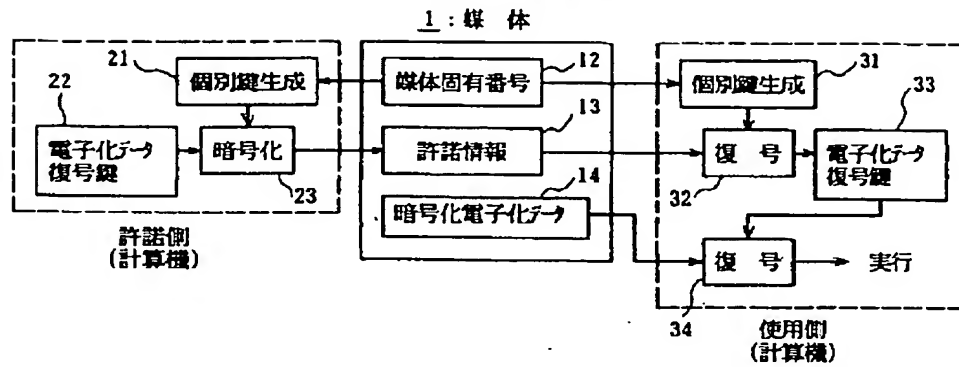 1：媒 体
21
個別鍵生成
22
電子化データ
復号鍵
暗号化
23
許諾側
(計算機)
12
媒体固有番号
13
許諾情報
14
暗号化電子化データ
31
個別鍵生成
33
復 号
32
電子化データ
復号鍵
復 号
34
実行
使用側
(計算機)